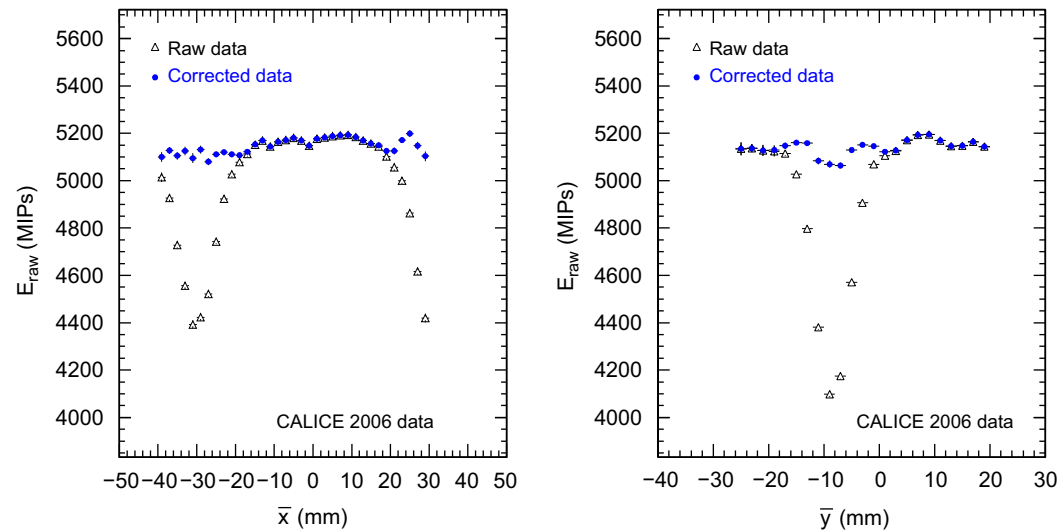 5600
5400
5200
5000
4800
4600
4400
4200
4000
E_raw (MIPs)
△ Raw data
• Corrected data
CALICE 2006 data
−50 −40 −30 −20 −10 0 10 20 30 40 50
x̅ (mm)
5600
5400
5200
5000
4800
4600
4400
4200
4000
E_raw (MIPs)
△ Raw data
• Corrected data
CALICE 2006 data
−40 −30 −20 −10 0 10 20 30
y̅ (mm)